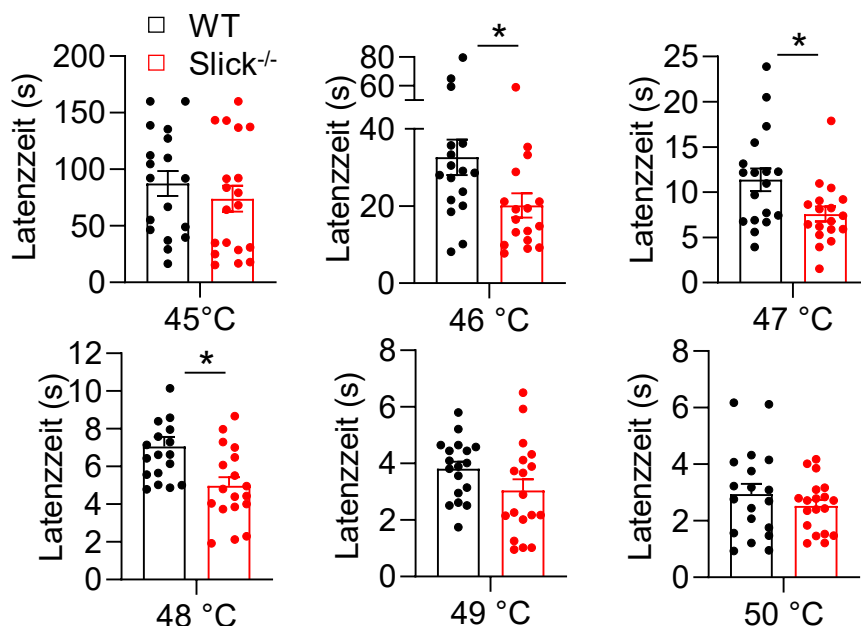 WT
Slick-/-
Latenzzeit (s)
200
150
100
50
0
45°C
Latenzzeit (s)
80
60
40
20
0
*
46 °C
Latenzzeit (s)
25
20
15
10
5
0
*
47 °C
Latenzzeit (s)
12
10
8
6
4
2
0
*
48 °C
Latenzzeit (s)
8
6
4
2
0
49 °C
Latenzzeit (s)
8
6
4
2
0
50 °C